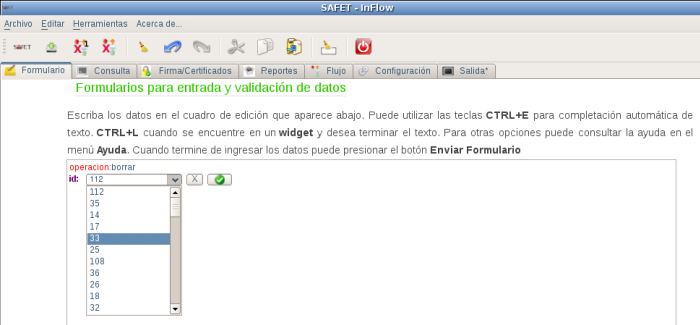 SAFET - InFlow
Archivo Editar Herramientas Acerca de...
SAFET
Formulario Consulta Firma/Certificados Reportes Flujo Configuración Salida*
Formularios para entrada y validación de datos
Escriba los datos en el cuadro de edición que aparece abajo. Puede utilizar las teclas CTRL+E para completación automática de
texto. CTRL+L cuando se encuentre en un widget y desea terminar el texto. Para otras opciones puede consultar la ayuda en el
menú Ayuda. Cuando termine de ingresar los datos puede presionar el botón Enviar Formulario
operacion:borrar
id: 112 X
112
35
14
17
33
25
108
36
26
18
32